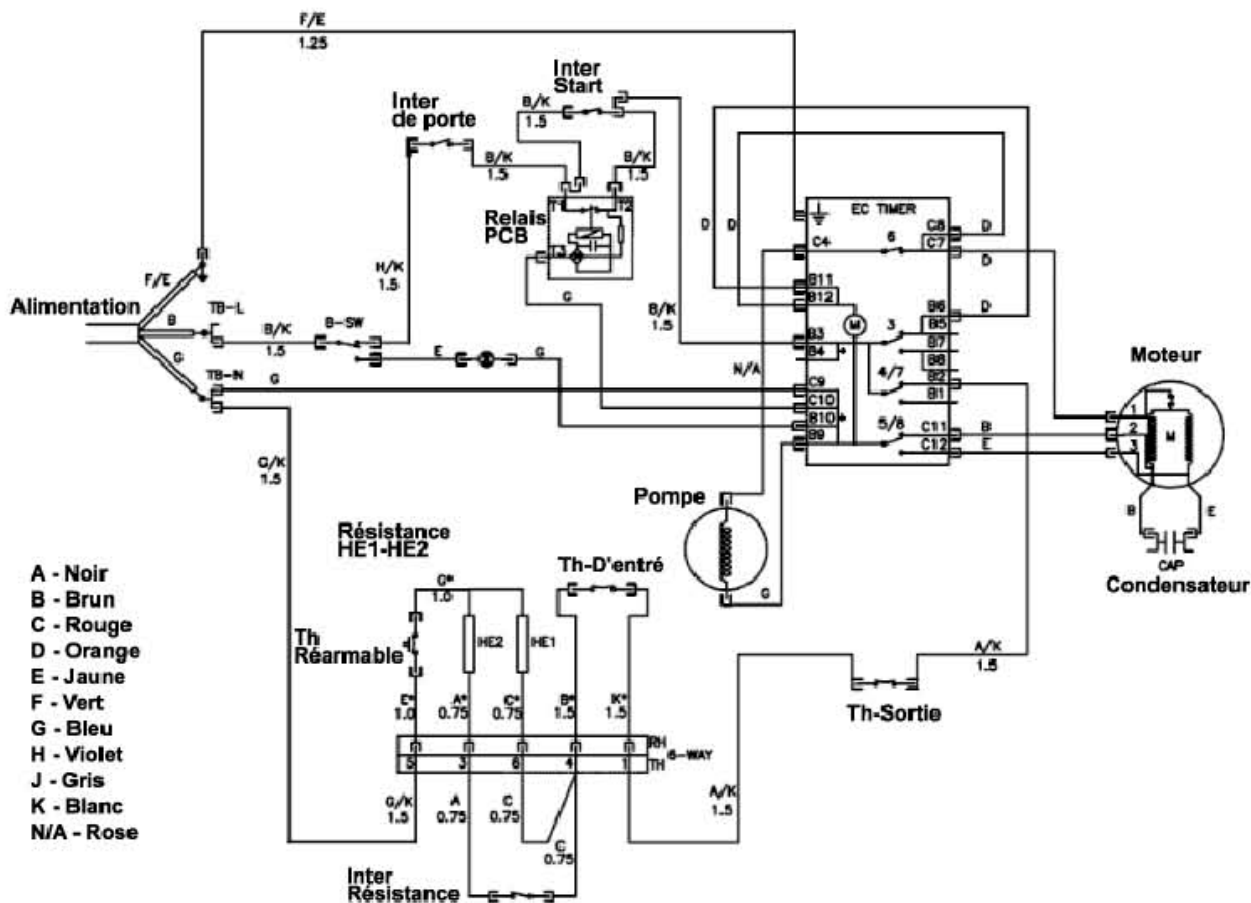 F/E
1.25
Inter
Start
Inter
de porte
B/K
1.5
B/K
1.5
B/K
1.5
T1
T2
Relais
PCB
T3
EC TIMER
C8
D
C4
6
C7
D
D
D
F/E
H/K
1.5
G
B11
B12
B/K
1.5
M
B6
D
B5
Alimentation
TB-L
B
B/K
1.5
B-SW
B3
3
B7
B4
B8
E
G
N/A
4/7
B2
B1
Moteur
G
TB-IN
G
C9
C10
B10
B9
5/8
C11
B
C12
E
1
2
3
M
G/K
1.5
Pompe
B
E
CAP
Condensateur
Résistance
HE1-HE2
Th-D'entré
G
G*
1.0
A - Noir
B - Brun
C - Rouge
D - Orange
E - Jaune
F - Vert
G - Bleu
H - Violet
J - Gris
K - Blanc
N/A - Rose
Th
Réarmable
HE2
HE1
A/K
1.5
Th-Sortie
E*
1.0
A*
0.75
C*
0.75
B*
1.5
K*
1.5
RH
6-WAY
5
3
6
4
1
TH
G/K
1.5
A
0.75
C
0.75
C
0.75
A/K
1.5
Inter
Résistance